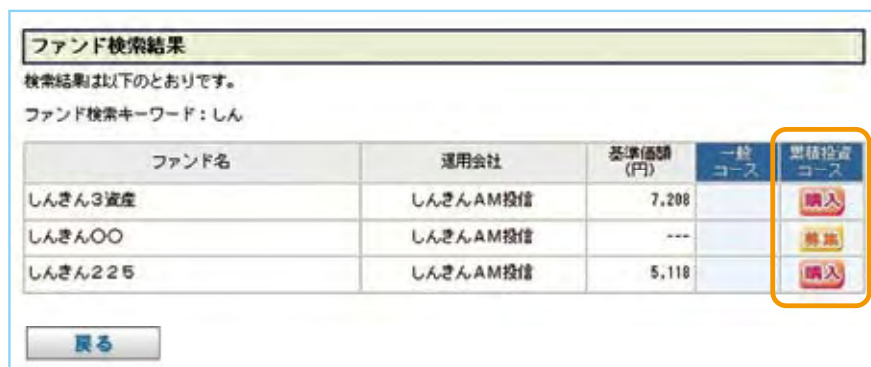 ファンド検索結果
検索結果は以下のとおりです。
ファンド検索キーワード：しん
ファンド名 運用会社 基準価額（円） 一般コース 累積投資コース
しんきん3資産 しんきんAM投信 7,208 購入
しんきん〇〇 しんきんAM投信 --- 募集
しんきん225 しんきんAM投信 5,118 購入
戻る